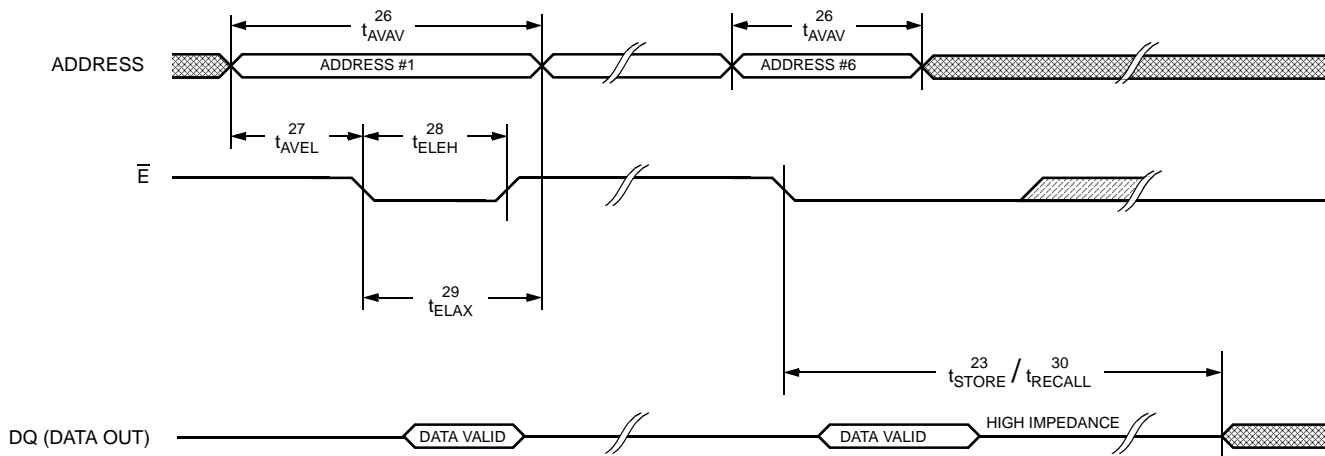 26
tAVAV
26
tAVAV
ADDRESS
ADDRESS #1
ADDRESS #6
27
tAVEL
28
tELEH
E
29
tELAX
23 30
tSTORE / tRECALL
DQ (DATA OUT)
DATA VALID
DATA VALID
HIGH IMPEDANCE